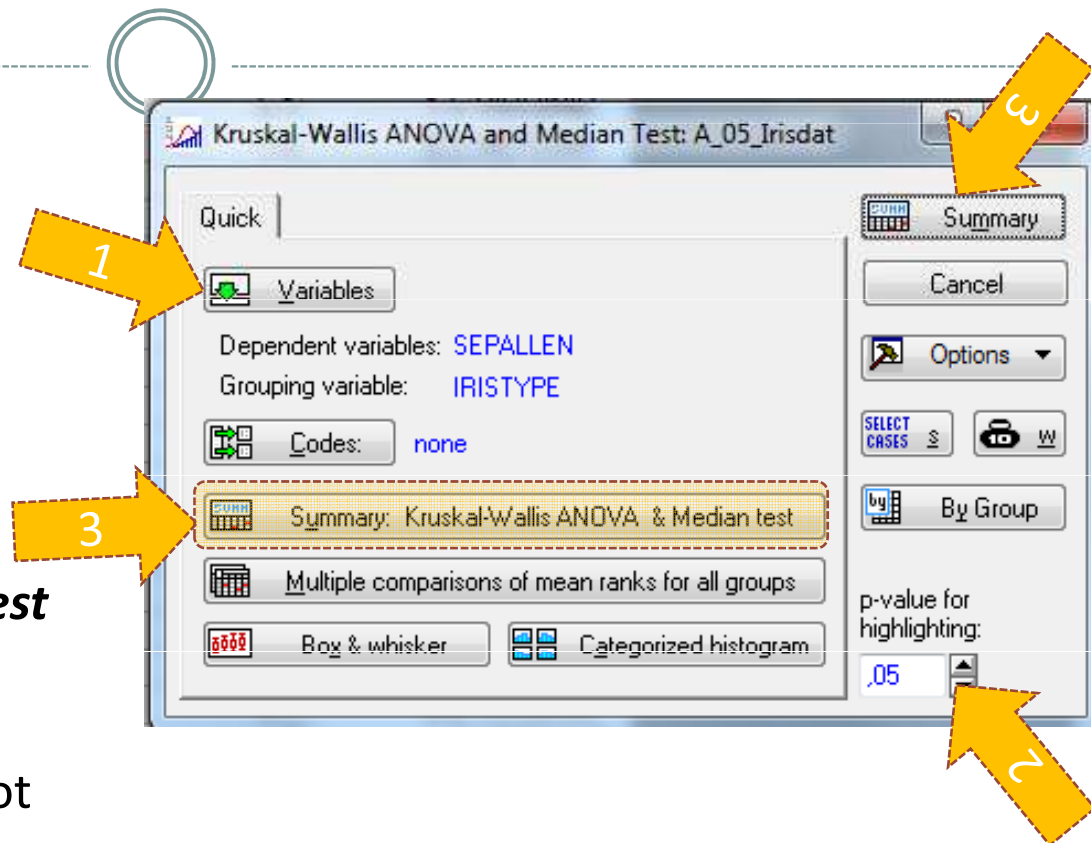 Kruskal-Wallis ANOVA and Median Test: A_05_Irisdat
3
Quick
Summary
1
Variables
Cancel
Dependent variables: SEPALLEN
Options
Grouping variable: IRISTYPE
SELECT CASES S
W
Codes: none
3
Summary: Kruskal-Wallis ANOVA & Median test
By Group
Multiple comparisons of mean ranks for all groups
est
p-value for
highlighting:
Box & whisker
Categorized histogram
,05
2
ot